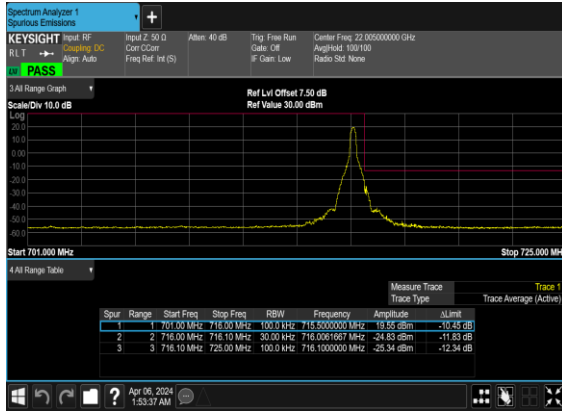 Spectrum Analyzer 1
Spurious Emissions
KEYSIGHT Input: RF Input Z: 50 Ω Atten: 40 dB Trig: Free Run Center Freq: 22.005000000 GHz
RLT Coupling: DC Corr CCorr Gate: Off Avg|Hold: 100/100
Align: Auto Freq Ref: Int (S) IF Gain: Low Radio Std: None
PASS
3 All Range Graph
Ref Lvl Offset 7.50 dB
Scale/Div 10.0 dB Ref Value 30.00 dBm
Log
20.0
10.0
0.00
-10.0
-20.0
-30.0
-40.0
-50.0
-60.0
Start 701.000 MHz Stop 725.000 MH
4 All Range Table
Measure Trace Trace 1
Trace Type Trace Average (Active)
Spur Range Start Freq Stop Freq RBW Frequency Amplitude ΔLimit
1 1 701.00 MHz 716.00 MHz 100.0 kHz 715.5000000 MHz 19.55 dBm -10.45 dB
2 2 716.00 MHz 716.10 MHz 30.00 kHz 716.0061667 MHz -24.83 dBm -11.83 dB
3 3 716.10 MHz 725.00 MHz 100.0 kHz 716.1000000 MHz -25.34 dBm -12.34 dB
Apr 06, 2024
1:53:37 AM